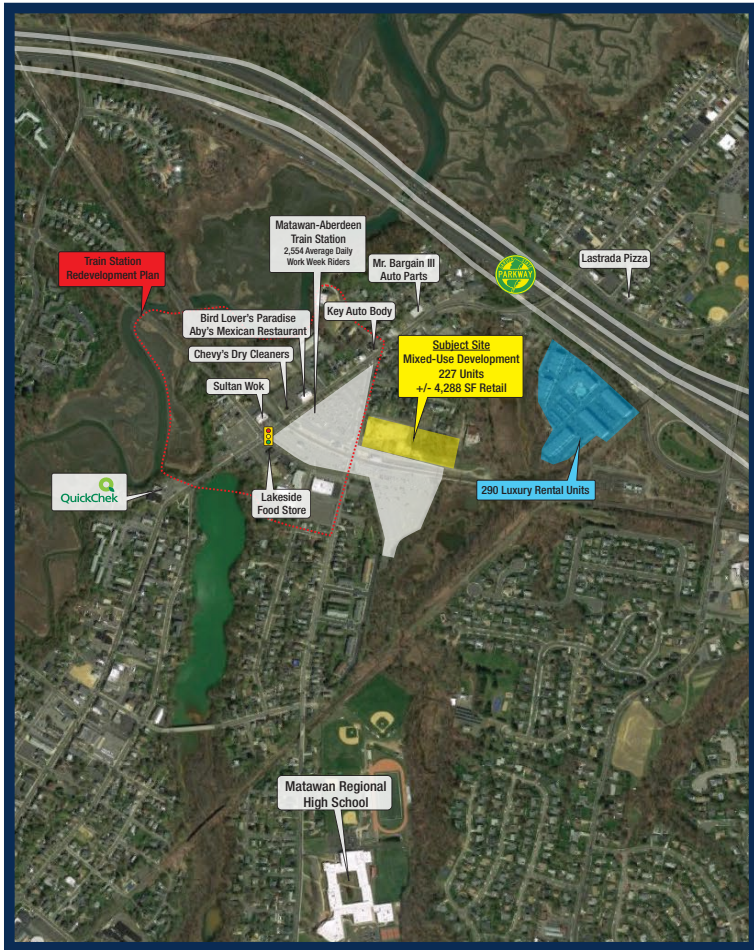 Matawan-Aberdeen
Train Station
2,554 Average Daily
Work Week Riders
Train Station
Redevelopment Plan
Mr. Bargain III
Auto Parts
PARKWAY
Lastrada Pizza
Bird Lover's Paradise
Aby's Mexican Restaurant
Key Auto Body
Chevy's Dry Cleaners
Sultan Wok
Subject Site
Mixed-Use Development
227 Units
+/- 4,288 SF Retail
QuickChek
Lakeside
Food Store
290 Luxury Rental Units
Matawan Regional
High School